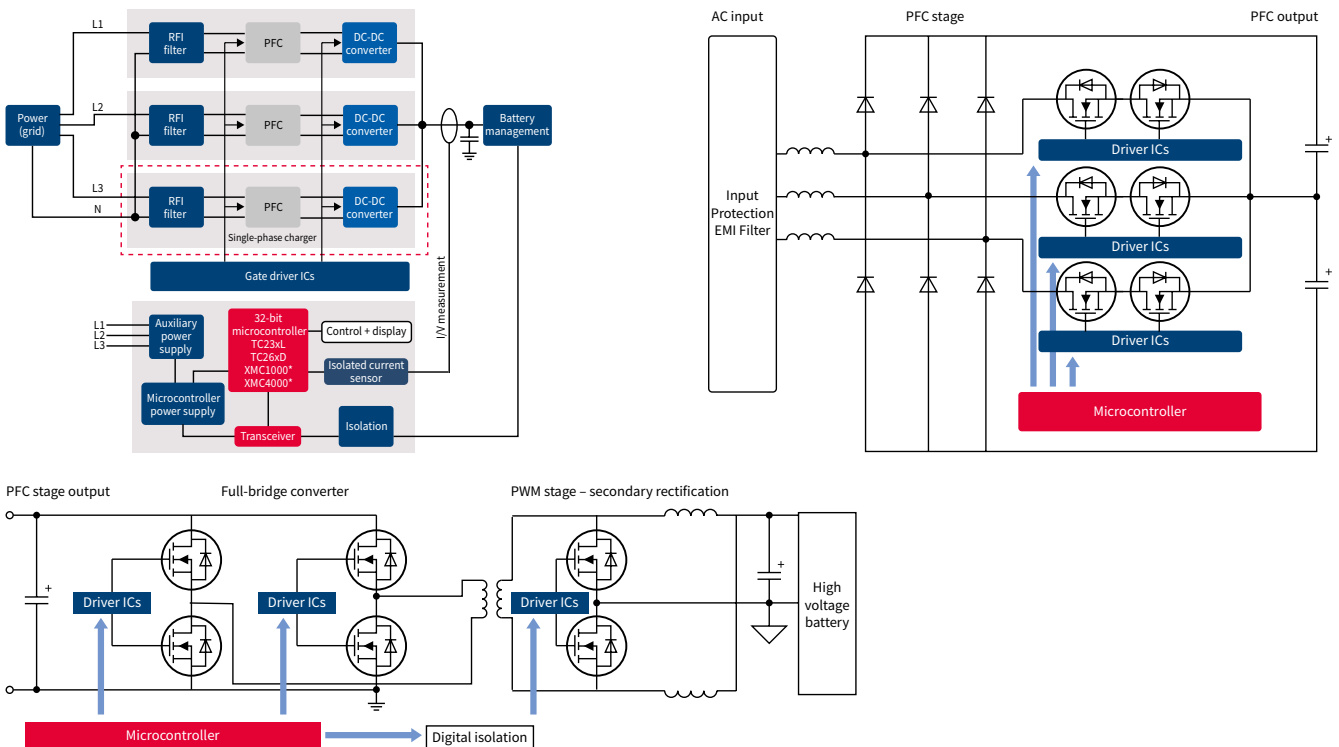 L1
RFI
filter
PFC
DC-DC
converter
L2
Power
(grid)
RFI
filter
PFC
DC-DC
converter
Battery
management
L3
N
RFI
filter
PFC
DC-DC
converter
Single-phase charger
Gate driver ICs
I/V measurement
L1
L2
L3
Auxiliary
power
supply
32-bit
microcontroller
TC23xL
TC26xD
XMC1000*
XMC4000*
Control + display
Isolated current
sensor
Microcontroller
power supply
Transceiver
Isolation
AC input
PFC stage
PFC output
Input
Protection
EMI Filter
Driver ICs
+
Driver ICs
+
Driver ICs
Microcontroller
PFC stage output
Full-bridge converter
PWM stage – secondary rectification
+
Driver ICs
Driver ICs
Driver ICs
+
High
voltage
battery
Microcontroller
Digital isolation